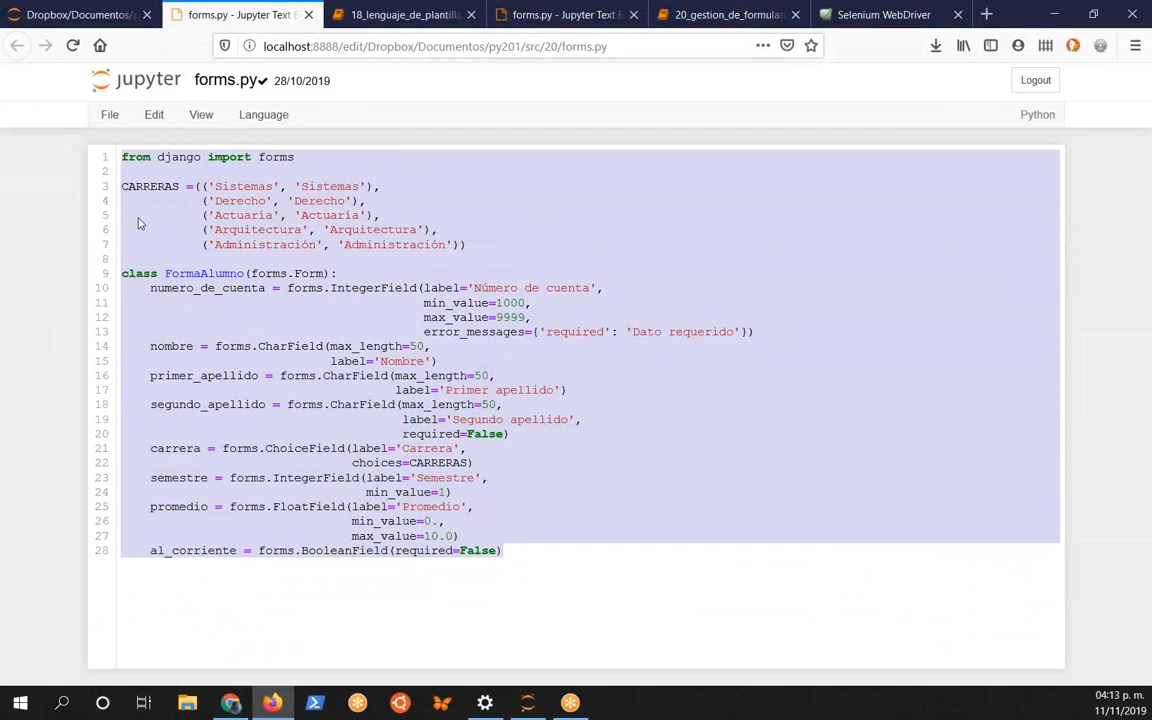 Dropbox/Documentos/p
forms.py - Jupyter Text E
18_lenguaje_de_plantilla
forms.py - Jupyter Text E
20_gestion_de_formular
Selenium WebDriver
localhost:8888/edit/Dropbox/Documentos/py201/src/20/forms.py
jupyter forms.py 28/10/2019
Logout
File Edit View Language
Python
1 from django import forms
2
3 CARRERAS =(('Sistemas', 'Sistemas'),
4 ('Derecho', 'Derecho'),
5 ('Actuaría', 'Actuaría'),
6 ('Arquitectura', 'Arquitectura'),
7 ('Administración', 'Administración'))
8
9 class FormaAlumno(forms.Form):
10 numero_de_cuenta = forms.IntegerField(label='Número de cuenta',
11 min_value=1000,
12 max_value=9999,
13 error_messages={'required': 'Dato requerido'})
14 nombre = forms.CharField(max_length=50,
15 label='Nombre')
16 primer_apellido = forms.CharField(max_length=50,
17 label='Primer apellido')
18 segundo_apellido = forms.CharField(max_length=50,
19 label='Segundo apellido',
20 required=False)
21 carrera = forms.ChoiceField(label='Carrera',
22 choices=CARRERAS)
23 semestre = forms.IntegerField(label='Semestre',
24 min_value=1)
25 promedio = forms.FloatField(label='Promedio',
26 min_value=0.,
27 max_value=10.0)
28 al_corriente = forms.BooleanField(required=False)
04:13 p. m.
11/11/2019